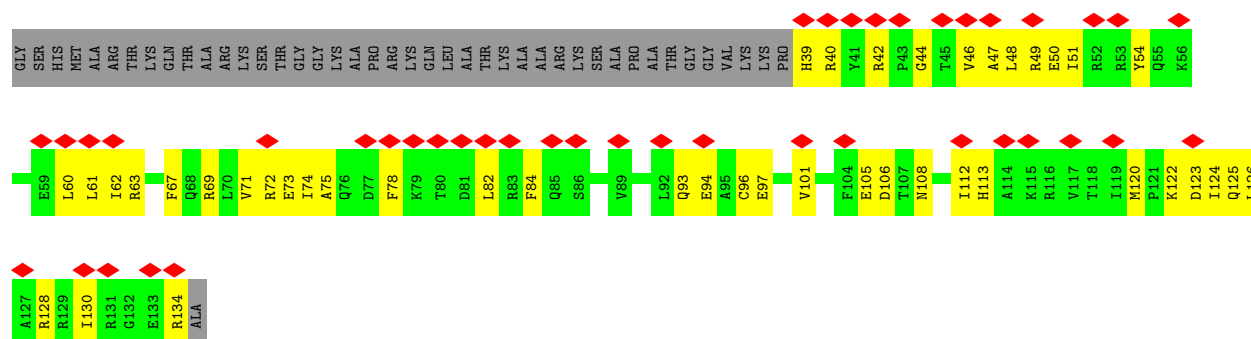 GLY SER HIS MET ALA ARG THR LYS GLN THR ALA ARG LYS SER THR GLY GLY LYS ALA PRO ARG LYS GLN LEU ALA THR LYS ALA ALA ARG LYS SER ALA PRO ALA THR GLY GLY VAL LYS LYS PRO H39 R40 Y41 R42 P43 G44 T45 V46 A47 L48 R49 E50 I51 R52 R53 Y54 Q55 K56
E59 L60 L61 I62 R63 F67 Q68 R69 L70 V71 R72 E73 I74 A75 Q76 D77 F78 K79 T80 D81 L82 R83 F84 Q85 S86 V89 L92 Q93 E94 A95 C96 E97 V101 F104 E105 D106 T107 N108 I112 H113 A114 K115 R116 V117 T118 I119 M120 P121 K122 D123 I124 Q125
A127 R128 R129 I130 R131 G132 E133 R134 ALA